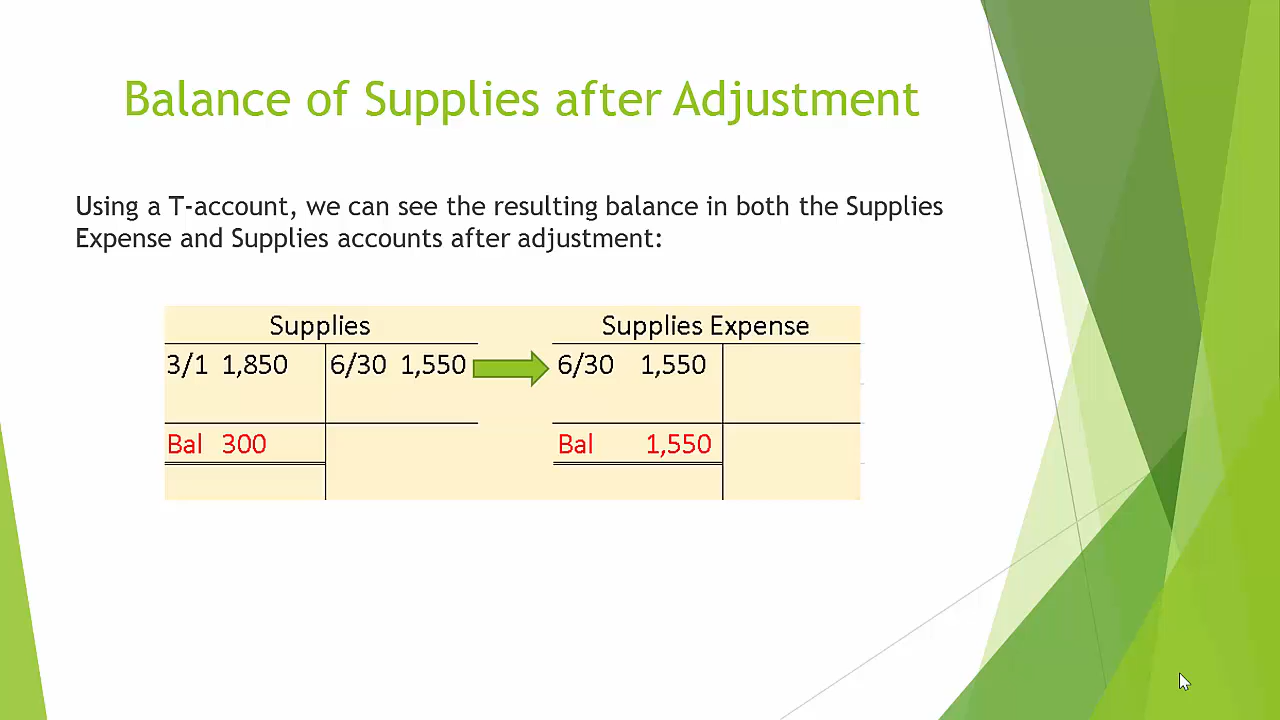 Balance of Supplies after Adjustment
Using a T-account, we can see the resulting balance in both the Supplies
Expense and Supplies accounts after adjustment:
Supplies Supplies Expense
3/1 1,850 6/30 1,550 6/30 1,550
Bal 300 Bal 1,550